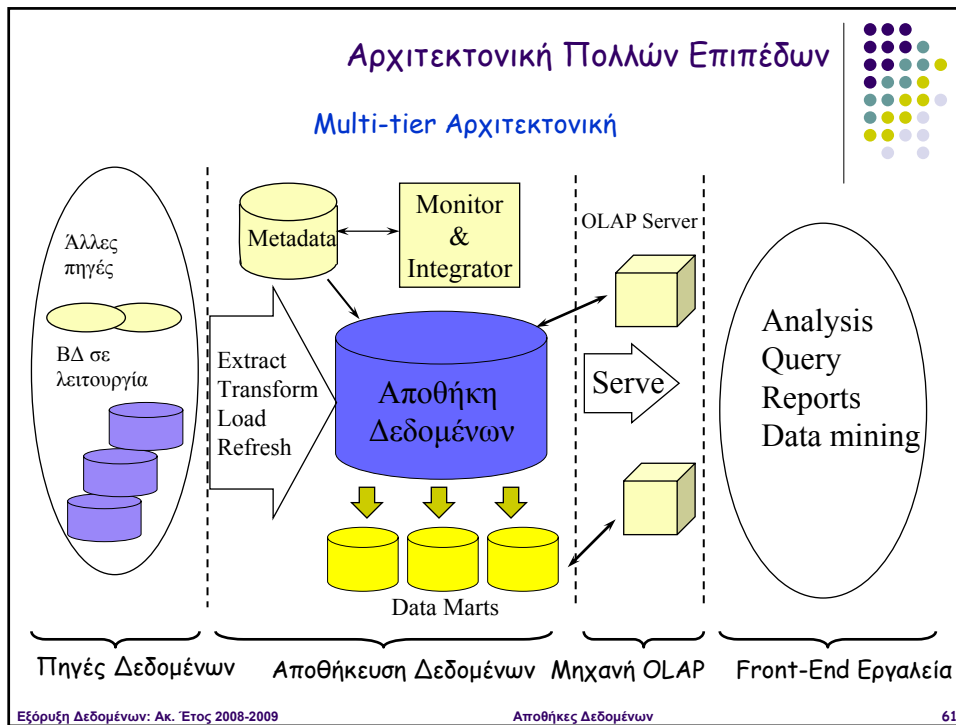 Αρχιτεκτονική Πολλών Επιπέδων
Multi-tier Αρχιτεκτονική
Άλλες
πηγές
ΒΔ σε
λειτουργία
Extract
Transform
Load
Refresh
Metadata
Monitor
&
Integrator
Αποθήκη
Δεδομένων
Data Marts
OLAP Server
Serve
Analysis
Query
Reports
Data mining
Πηγές Δεδομένων
Αποθήκευση Δεδομένων
Μηχανή OLAP
Front-End Εργαλεία
Εξόρυξη Δεδομένων: Ακ. Έτος 2008-2009
Αποθήκες Δεδομένων
61